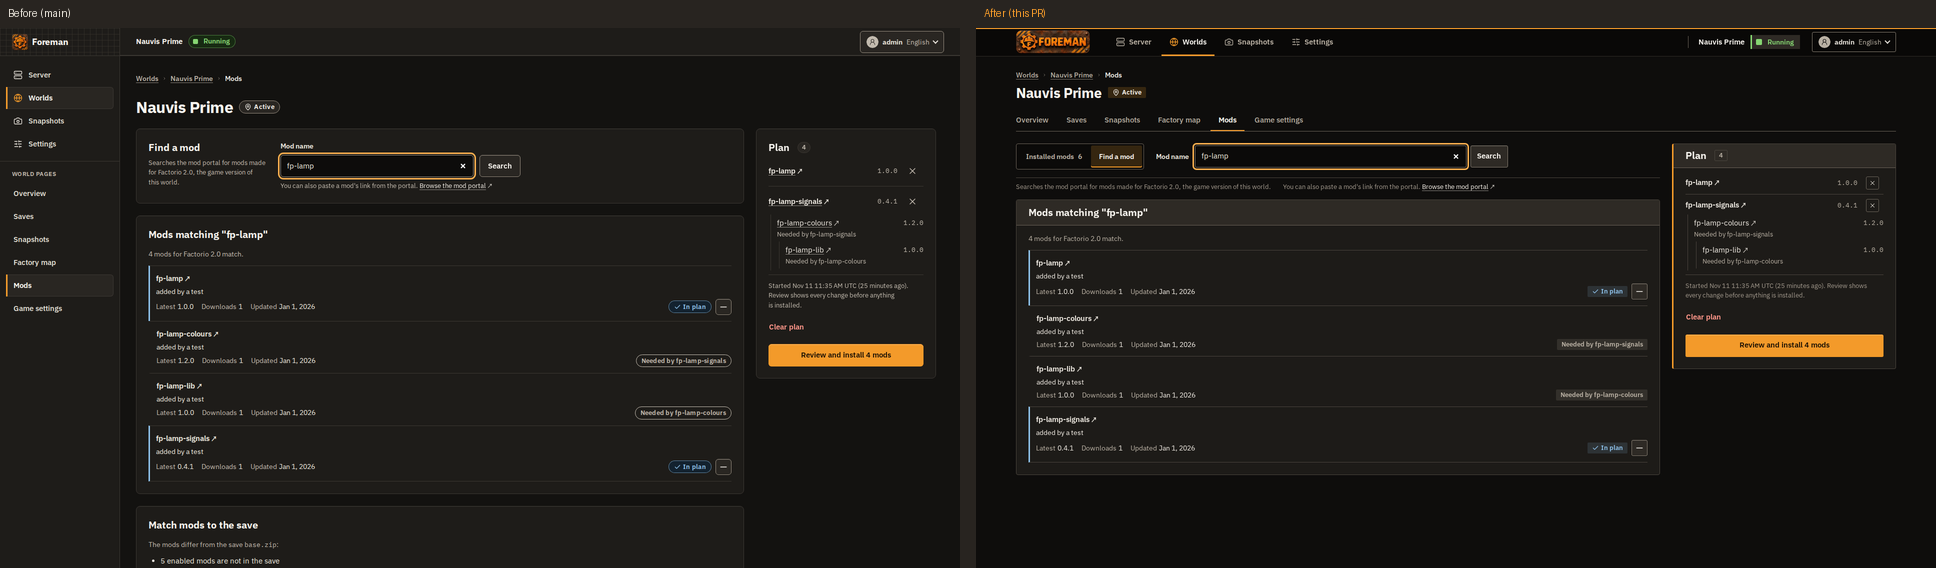 Before (main)
Foreman
Nauvis Prime
Running
admin English
Server
Worlds
Snapshots
Settings
WORLD PAGES
Overview
Saves
Snapshots
Factory map
Mods
Game settings
Worlds · Nauvis Prime · Mods
Nauvis Prime
Active
Find a mod
Searches the mod portal for mods made
for Factorio 2.0, the game version of
this world.
Mod name
fp-lamp
Search
You can also paste a mod's link from the portal. Browse the mod portal ↗
Mods matching "fp-lamp"
4 mods for Factorio 2.0 match.
fp-lamp ↗
added by a test
Latest 1.0.0 Downloads 1 Updated Jan 1, 2026
In plan
fp-lamp-colours ↗
added by a test
Latest 1.2.0 Downloads 1 Updated Jan 1, 2026
Needed by fp-lamp-signals
fp-lamp-lib ↗
added by a test
Latest 1.0.0 Downloads 1 Updated Jan 1, 2026
Needed by fp-lamp-colours
fp-lamp-signals ↗
added by a test
Latest 0.4.1 Downloads 1 Updated Jan 1, 2026
In plan
Match mods to the save
The mods differ from the save base.zip:
• 5 enabled mods are not in the save
Plan 4
fp-lamp ↗ 1.0.0
fp-lamp-signals ↗ 0.4.1
fp-lamp-colours ↗ 1.2.0
Needed by fp-lamp-signals
fp-lamp-lib ↗ 1.0.0
Needed by fp-lamp-colours
Started Nov 11 11:35 AM UTC (25 minutes ago).
Review shows every change before anything
is installed.
Clear plan
Review and install 4 mods
After (this PR)
FOREMAN
Server
Worlds
Snapshots
Settings
Nauvis Prime
Running
admin English
Worlds · Nauvis Prime · Mods
Nauvis Prime
Active
Overview
Saves
Snapshots
Factory map
Mods
Game settings
Installed mods 6
Find a mod
Mod name
fp-lamp
Search
Searches the mod portal for mods made for Factorio 2.0, the game version of this world.
You can also paste a mod's link from the portal. Browse the mod portal ↗
Mods matching "fp-lamp"
4 mods for Factorio 2.0 match.
fp-lamp ↗
added by a test
Latest 1.0.0 Downloads 1 Updated Jan 1, 2026
In plan
fp-lamp-colours ↗
added by a test
Latest 1.2.0 Downloads 1 Updated Jan 1, 2026
Needed by fp-lamp-signals
fp-lamp-lib ↗
added by a test
Latest 1.0.0 Downloads 1 Updated Jan 1, 2026
Needed by fp-lamp-colours
fp-lamp-signals ↗
added by a test
Latest 0.4.1 Downloads 1 Updated Jan 1, 2026
In plan
Plan 4
fp-lamp ↗ 1.0.0
fp-lamp-signals ↗ 0.4.1
fp-lamp-colours ↗ 1.2.0
Needed by fp-lamp-signals
fp-lamp-lib ↗ 1.0.0
Needed by fp-lamp-colours
Started Nov 11 11:35 AM UTC (25 minutes ago). Review shows
every change before anything is installed.
Clear plan
Review and install 4 mods